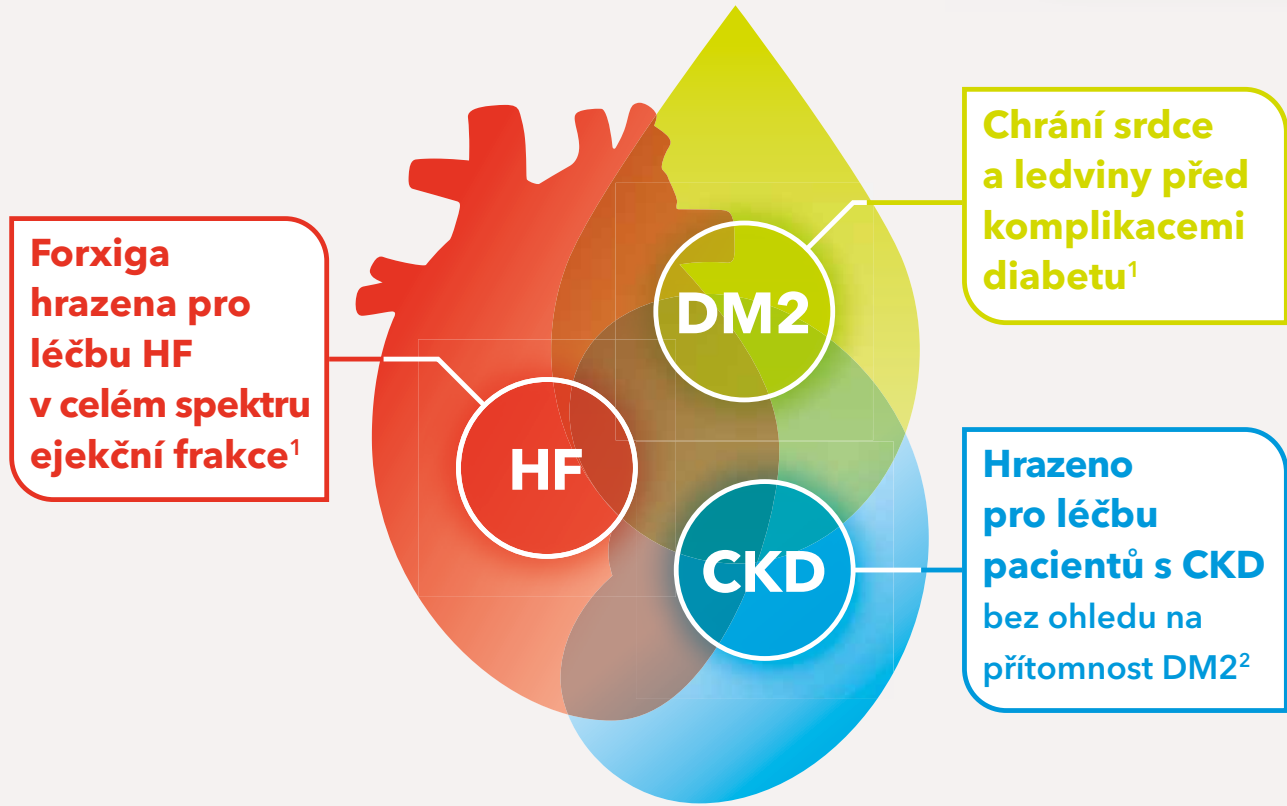 Forxiga
hrazena pro
léčbu HF
v celém spektru
ejekční frakce¹
HF
DM2
CKD
Chrání srdce
a ledviny před
komplikacemi
diabetu¹
Hrazeno
pro léčbu
pacientů s CKD
bez ohledu na
přítomnost DM2²